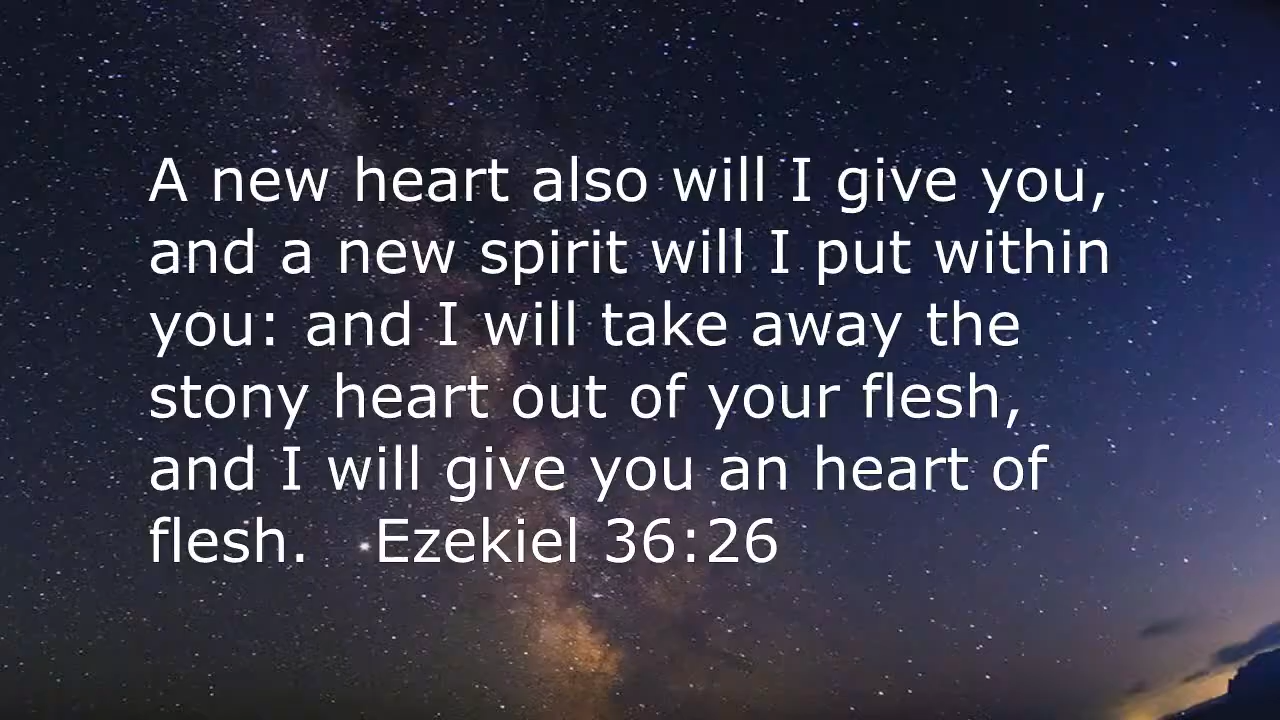 A new heart also will I give you,
and a new spirit will I put within
you: and I will take away the
stony heart out of your flesh,
and I will give you an heart of
flesh. Ezekiel 36:26